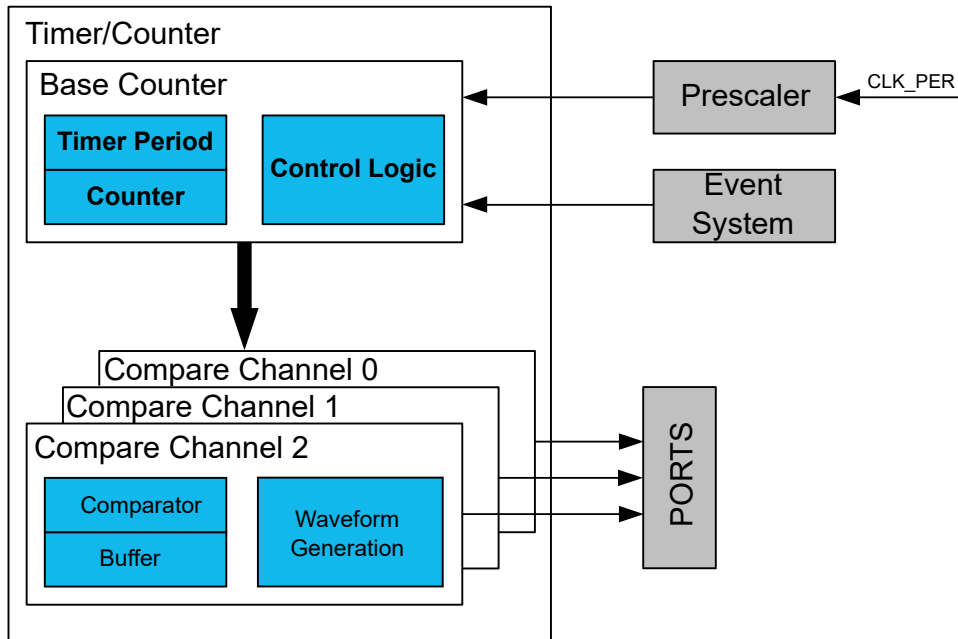 Timer/Counter
Base Counter
Timer Period
Counter
Control Logic
Prescaler
CLK_PER
Event
System
Compare Channel 0
Compare Channel 1
Compare Channel 2
Comparator
Buffer
Waveform
Generation
PORTS